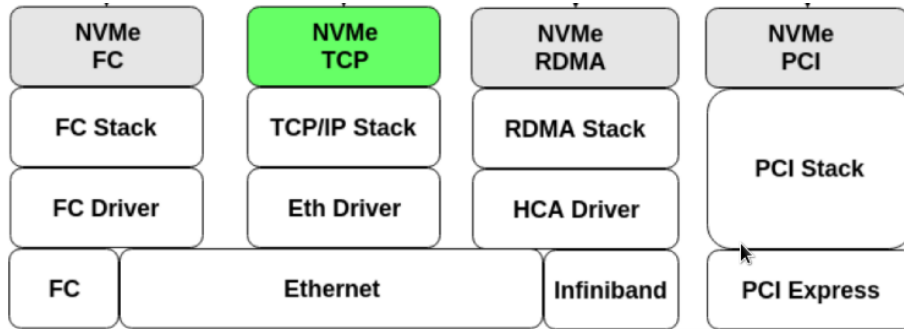 NVMe
FC
NVMe
TCP
NVMe
RDMA
NVMe
PCI
FC Stack
TCP/IP Stack
RDMA Stack
PCI Stack
FC Driver
Eth Driver
HCA Driver
FC
Ethernet
Infiniband
PCI Express